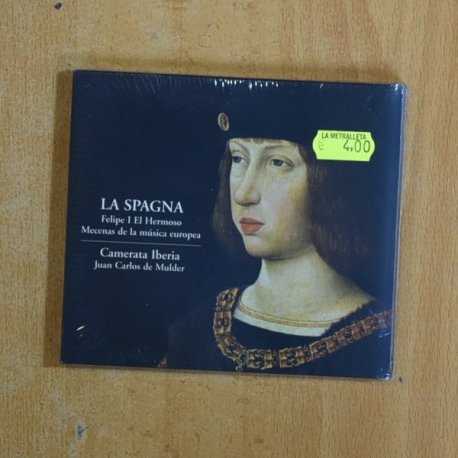 LA METRALLETA
€ 4,00
LA SPAGNA
Felipe I El Hermoso
Mecenas de la música europea
Camerata Iberia
Juan Carlos de Mulder